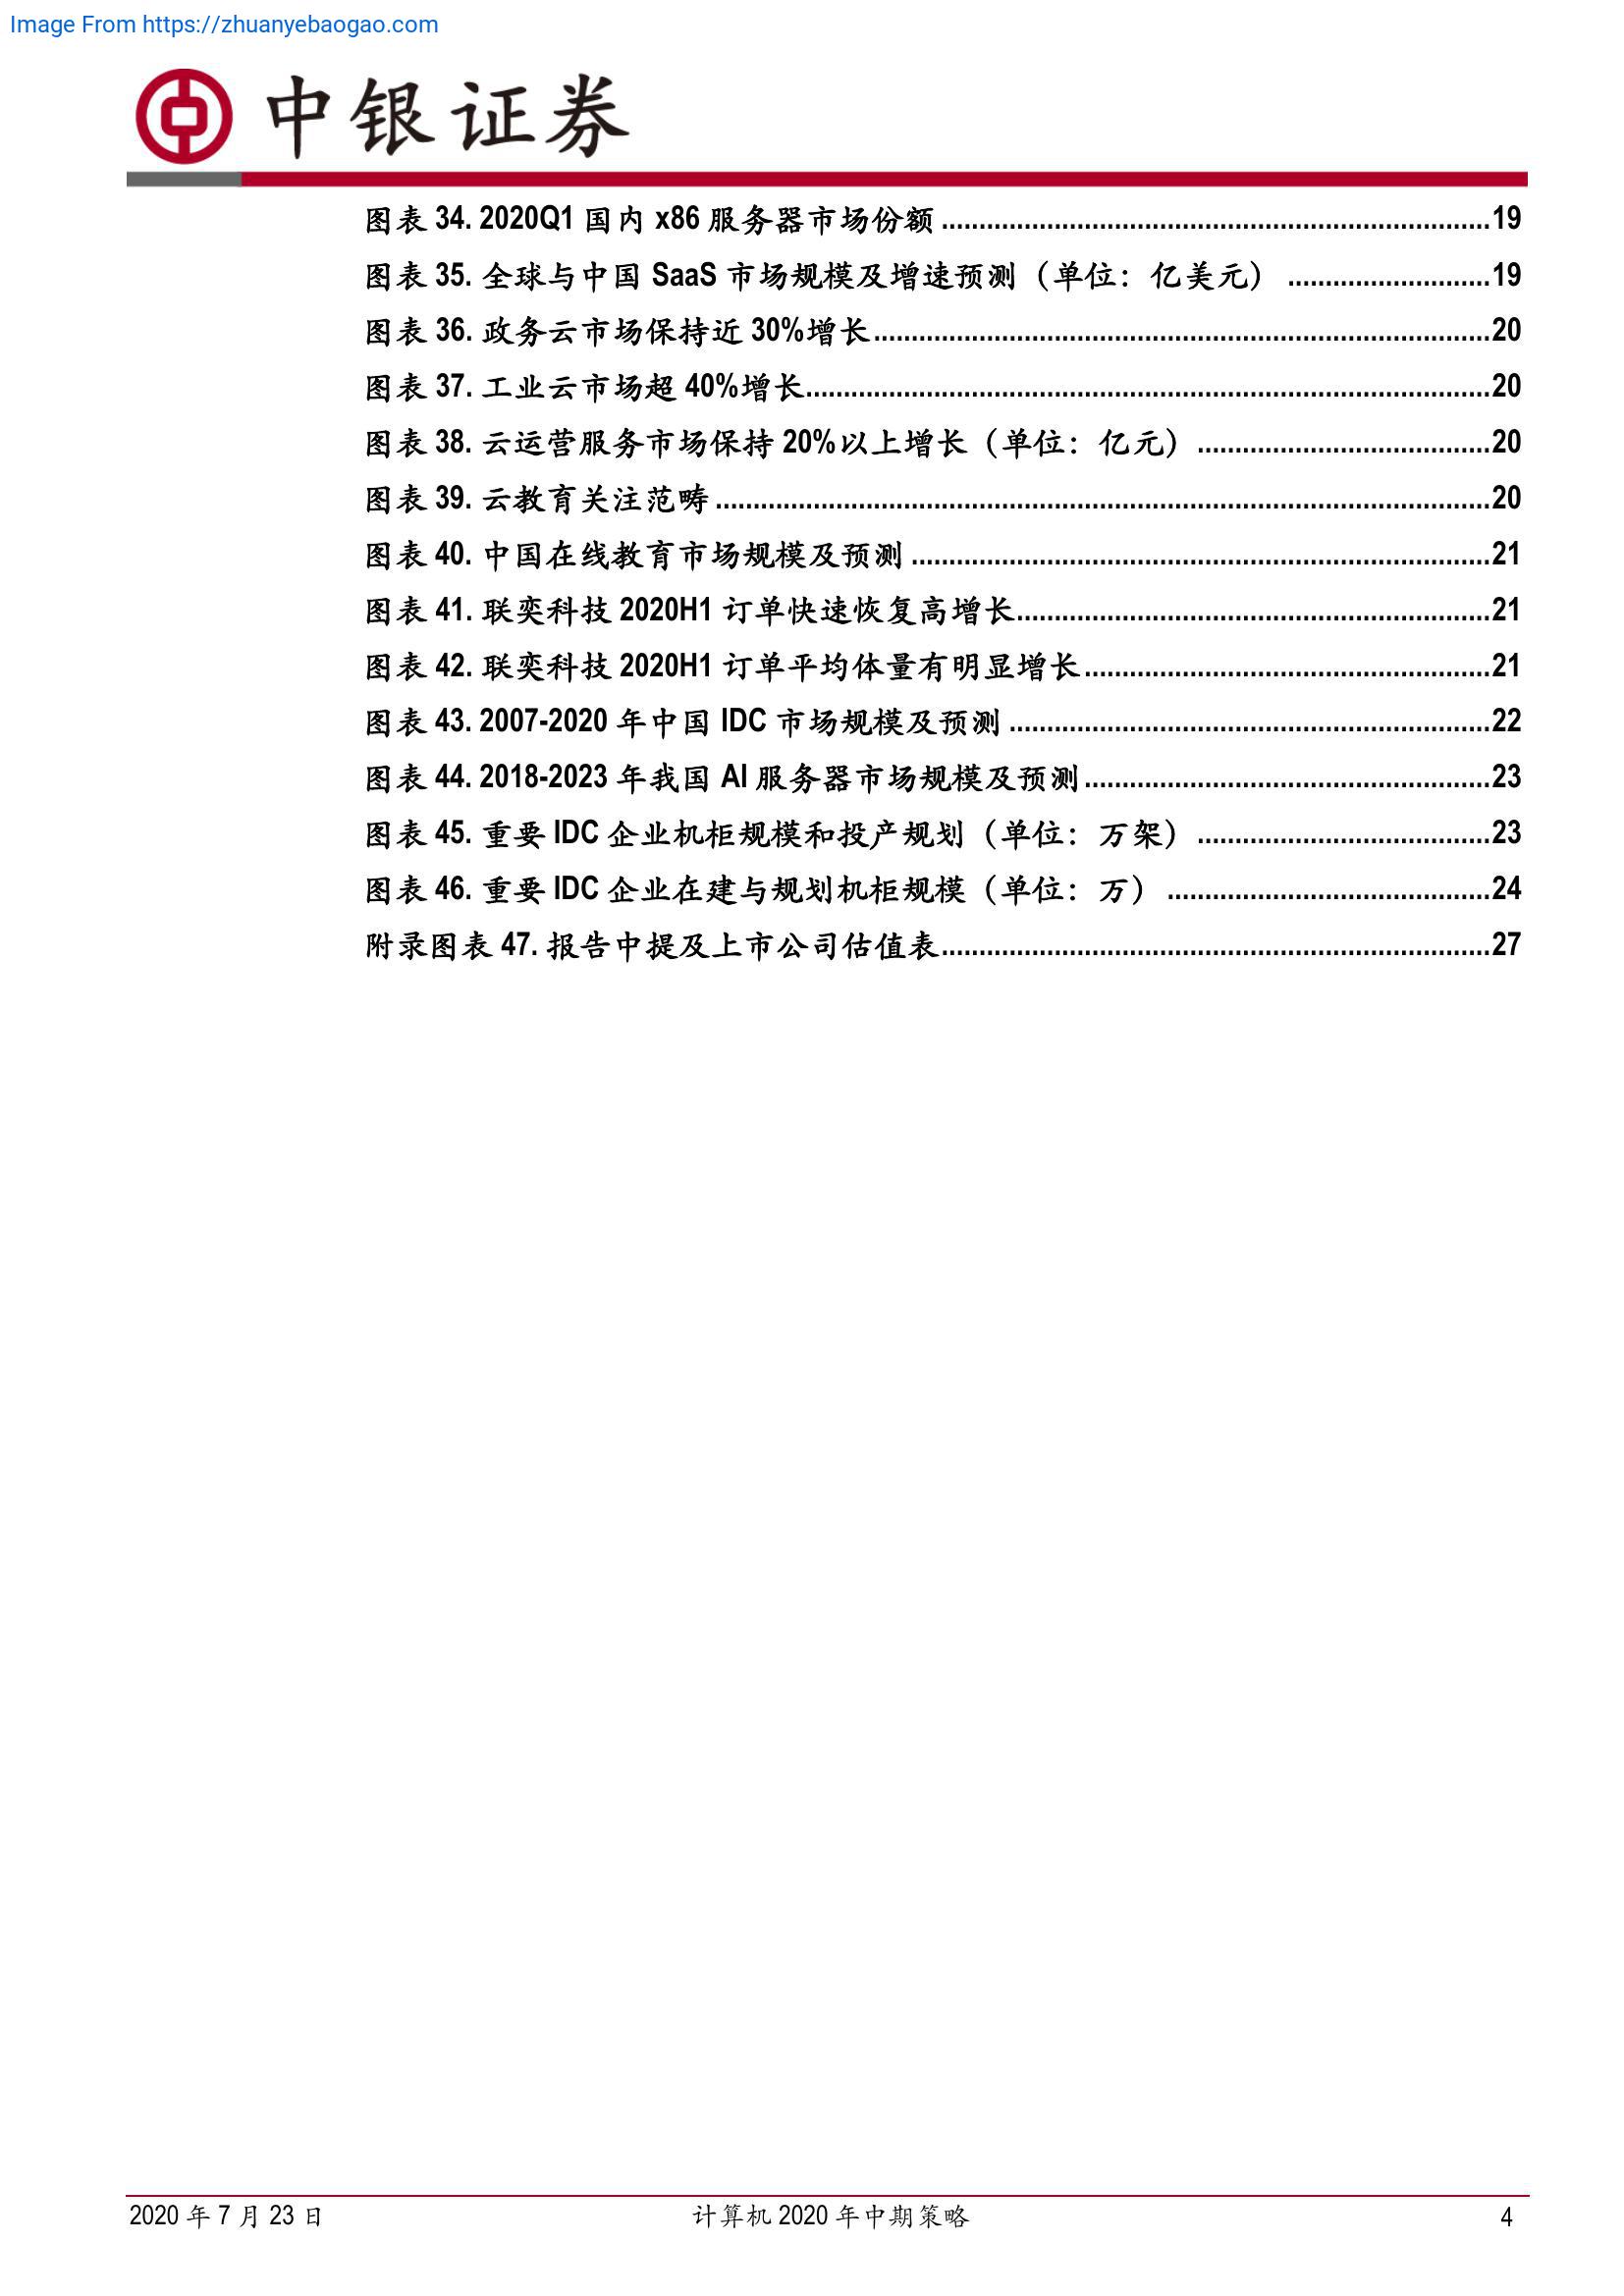 Image From https://zhuanyebaogao.com
中银证券
图表 34. 2020Q1 国内 x86 服务器市场份额 ........................................................................19
图表 35. 全球与中国 SaaS 市场规模及增速预测（单位：亿美元） ..........................19
图表 36. 政务云市场保持近 30%增长.................................................................................20
图表 37. 工业云市场超 40%增长..........................................................................................20
图表 38. 云运营服务市场保持 20%以上增长（单位：亿元） ......................................20
图表 39. 云教育关注范畴 ......................................................................................................20
图表 40. 中国在线教育市场规模及预测 ............................................................................21
图表 41. 联奕科技 2020H1 订单快速恢复高增长..............................................................21
图表 42. 联奕科技 2020H1 订单平均体量有明显增长.....................................................21
图表 43. 2007-2020 年中国 IDC 市场规模及预测 ...............................................................22
图表 44. 2018-2023 年我国 AI 服务器市场规模及预测.....................................................23
图表 45. 重要 IDC 企业机柜规模和投产规划（单位：万架） ......................................23
图表 46. 重要 IDC 企业在建与规划机柜规模（单位：万） ..........................................24
附录图表 47. 报告中提及上市公司估值表........................................................................27
2020 年 7 月 23 日 计算机 2020 年中期策略 4